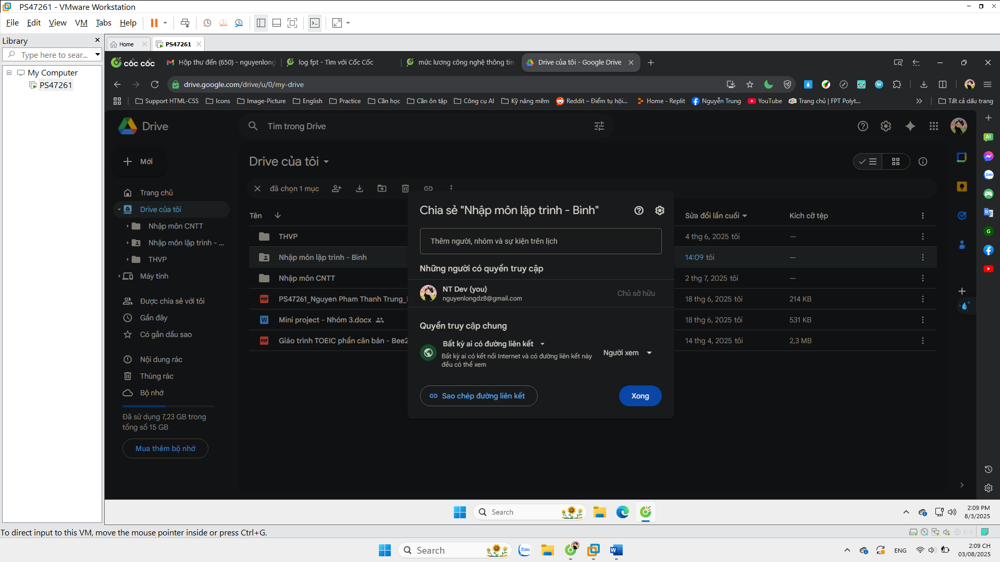 PS47261 - VMware Workstation
File Edit View VM Tabs Help
Library
Type here to sear...
My Computer
PS47261
Home
PS47261
cốc cốc
Hộp thư đến (650) - nguyenlong
log fpt - Tìm với Cốc Cốc
mức lương công nghệ thông tin
Drive của tôi - Google Drive
drive.google.com/drive/u/0/my-drive
Support HTML-CSS
Icons
Image-Picture
English
Practice
Cần học
Cần ôn tập
Công cụ AI
Kỹ năng mềm
Reddit – Điểm tụ hội...
Home - Replit
Nguyễn Trung
YouTube
Trang chủ | FPT Polyt...
Tất cả dấu trang
Drive
Tìm trong Drive
Mới
Trang chủ
Drive của tôi
Nhập môn CNTT
Nhập môn lập trình - ...
THVP
Máy tính
Được chia sẻ với tôi
Gần đây
Có gắn dấu sao
Nội dung rác
Thùng rác
Bộ nhớ
Đã sử dụng 7,23 GB trong
tổng số 15 GB
Mua thêm bộ nhớ
Drive của tôi
đã chọn 1 mục
Tên
Sửa đổi lần cuối
Kích cỡ tệp
THVP
4 thg 6, 2025 tôi
—
Nhập môn lập trình - Bình
14:09 tôi
—
Nhập môn CNTT
2 thg 7, 2025 tôi
—
PDF
PS47261_Nguyen Pham Thanh Trung_
18 thg 6, 2025 tôi
214 KB
W
Mini project - Nhóm 3.docx
18 thg 6, 2025 tôi
531 KB
PDF
Giáo trình TOEIC phần căn bản - Bee2
14 thg 4, 2025 tôi
2,3 MB
Chia sẻ "Nhập môn lập trình - Bình"
Thêm người, nhóm và sự kiện trên lịch
Những người có quyền truy cập
NT Dev (you)
nguyenlongdz8@gmail.com
Chủ sở hữu
Quyền truy cập chung
Bất kỳ ai có đường liên kết
Bất kỳ ai có kết nối Internet và có đường liên kết này
đều có thể xem
Người xem
Sao chép đường liên kết
Xong
31
AI
Zalo
G
Search
2:09 PM
8/3/2025
To direct input to this VM, move the mouse pointer inside or press Ctrl+G.
Search
Zalo
W
ENG
2:09 CH
03/08/2025